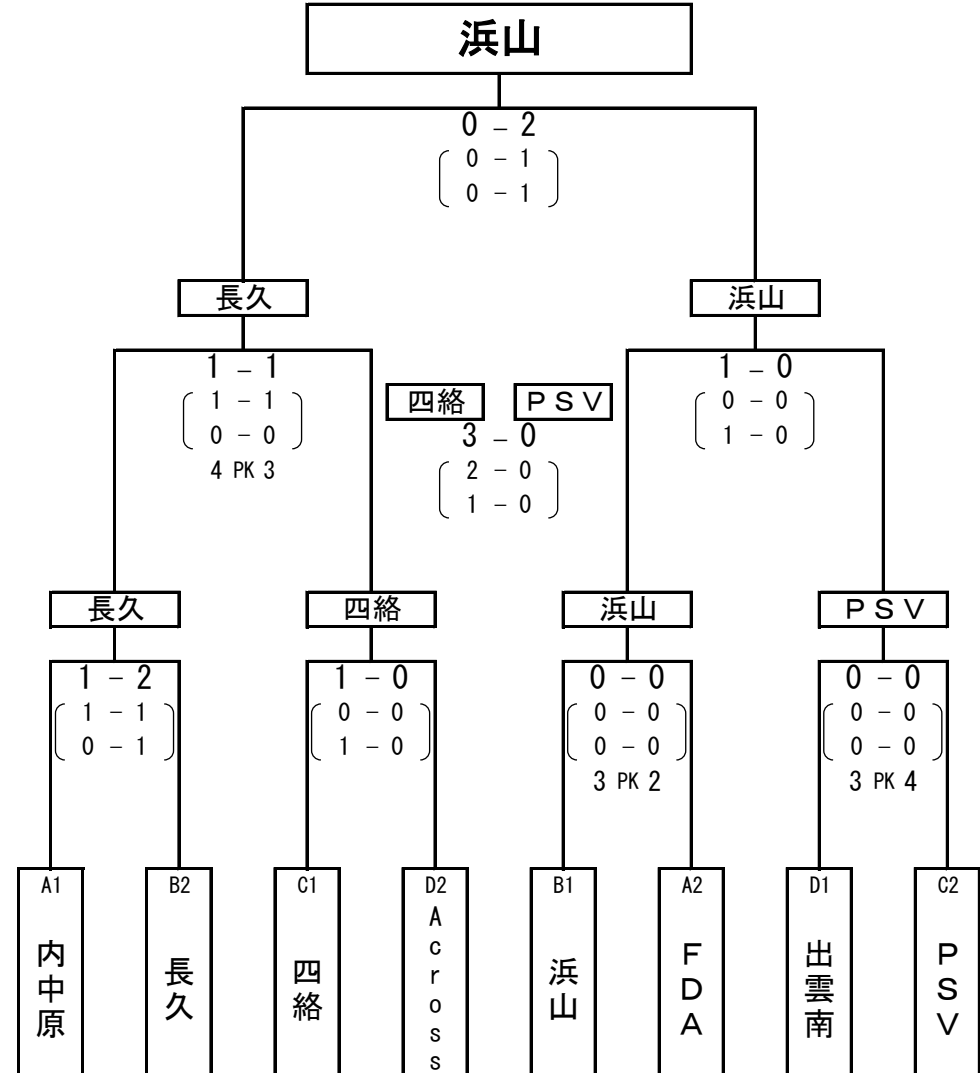 浜山
0 – 2
0 – 1
0 – 1
長久
浜山
1 – 1
1 – 1
0 – 0
4 PK 3
四絡
PSV
3 – 0
2 – 0
1 – 0
1 – 0
0 – 0
1 – 0
長久
四絡
浜山
PSV
1 – 2
1 – 1
0 – 1
1 – 0
0 – 0
1 – 0
0 – 0
0 – 0
0 – 0
3 PK 2
0 – 0
0 – 0
0 – 0
3 PK 4
A1
内中原
B2
長久
C1
四絡
D2
Across
B1
浜山
A2
FDA
D1
出雲南
C2
PSV